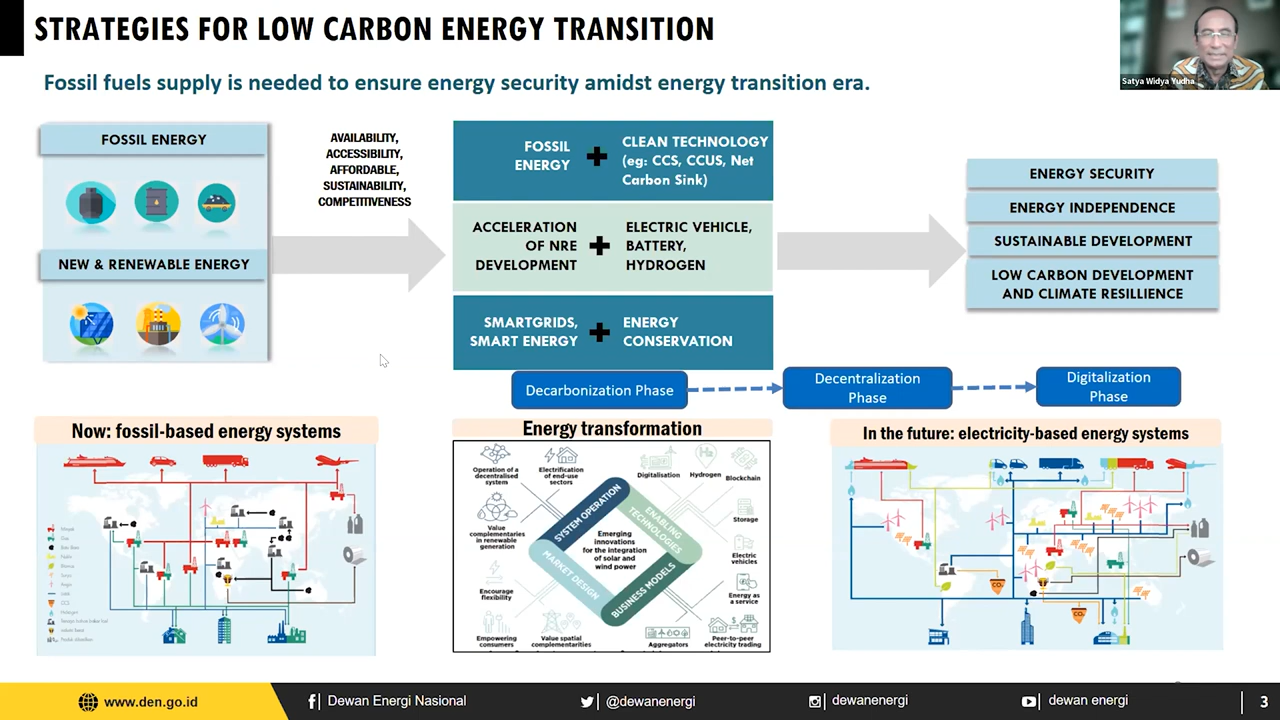 STRATEGIES FOR LOW CARBON ENERGY TRANSITION
Satya Widya Yudha
Fossil fuels supply is needed to ensure energy security amidst energy transition era.
FOSSIL ENERGY
NEW & RENEWABLE ENERGY
AVAILABILITY,
ACCESSIBILITY,
AFFORDABLE,
SUSTAINABILITY,
COMPETITIVENESS
FOSSIL
ENERGY
CLEAN TECHNOLOGY
(eg: CCS, CCUS, Net
Carbon Sink)
ACCELERATION
OF NRE
DEVELOPMENT
ELECTRIC VEHICLE,
BATTERY,
HYDROGEN
SMARTGRIDS,
SMART ENERGY
ENERGY
CONSERVATION
ENERGY SECURITY
ENERGY INDEPENDENCE
SUSTAINABLE DEVELOPMENT
LOW CARBON DEVELOPMENT
AND CLIMATE RESILLIENCE
Decarbonization Phase
Decentralization
Phase
Digitalization
Phase
Now: fossil-based energy systems
Energy transformation
Operation of a
decentralised
system
Electrification
of end-use
sectors
Digitalisation
Hydrogen
Blockchain
Value
complementaries
in renewable
generation
Storage
SYSTEM OPERATION
ENABLING
TECHNOLOGIES
Emerging
innovations
for the integration
of solar and
wind power
MARKET DESIGN
BUSINESS MODELS
Electric
vehicles
Encourage
flexibility
Energy as
a service
Empowering
consumers
Value spatial
complementarities
Aggregators
Peer-to-peer
electricity trading
In the future: electricity-based energy systems
CO₂
CO₂
www.den.go.id
Dewan Energi Nasional
@dewanenergi
dewanenergi
dewan energi
3